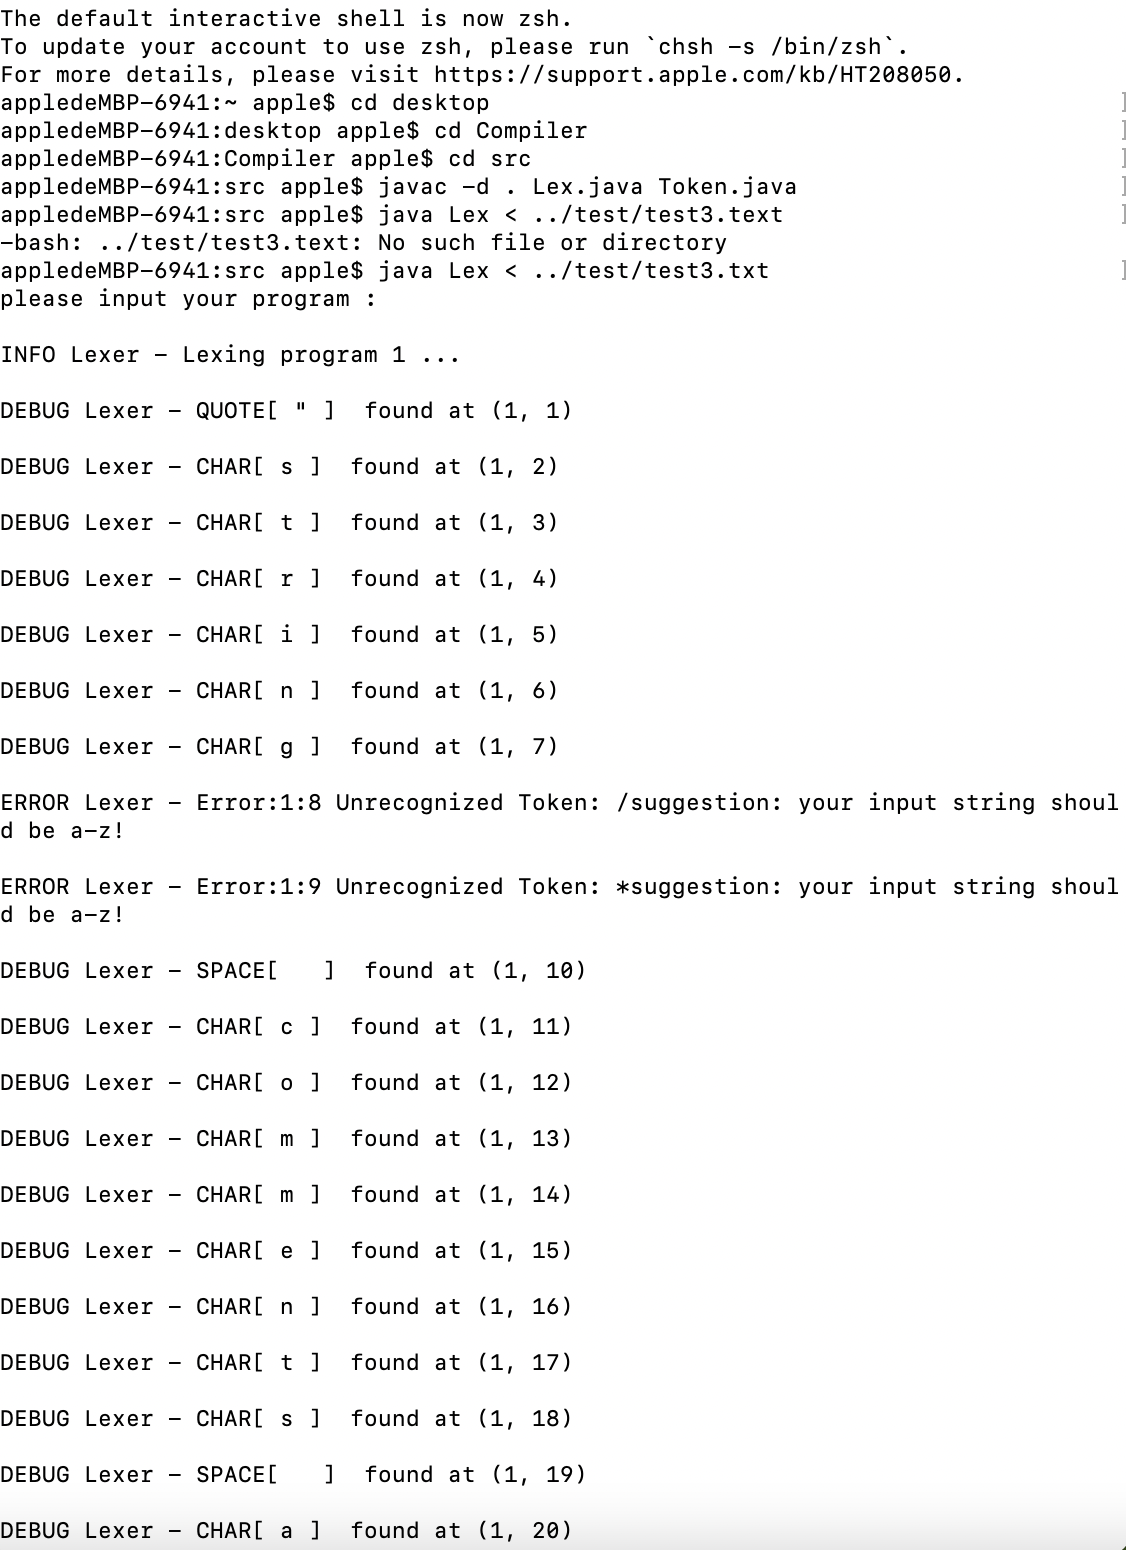 The default interactive shell is now zsh.
To update your account to use zsh, please run `chsh -s /bin/zsh`.
For more details, please visit https://support.apple.com/kb/HT208050.
appledeMBP-6941:~ apple$ cd desktop ]
appledeMBP-6941:desktop apple$ cd Compiler ]
appledeMBP-6941:Compiler apple$ cd src ]
appledeMBP-6941:src apple$ javac -d . Lex.java Token.java ]
appledeMBP-6941:src apple$ java Lex < ../test/test3.text ]
-bash: ../test/test3.text: No such file or directory
appledeMBP-6941:src apple$ java Lex < ../test/test3.txt ]
please input your program :
INFO Lexer - Lexing program 1 ...
DEBUG Lexer - QUOTE[ " ]  found at (1, 1)
DEBUG Lexer - CHAR[ s ]  found at (1, 2)
DEBUG Lexer - CHAR[ t ]  found at (1, 3)
DEBUG Lexer - CHAR[ r ]  found at (1, 4)
DEBUG Lexer - CHAR[ i ]  found at (1, 5)
DEBUG Lexer - CHAR[ n ]  found at (1, 6)
DEBUG Lexer - CHAR[ g ]  found at (1, 7)
ERROR Lexer - Error:1:8 Unrecognized Token: /suggestion: your input string shoul
d be a-z!
ERROR Lexer - Error:1:9 Unrecognized Token: *suggestion: your input string shoul
d be a-z!
DEBUG Lexer - SPACE[   ]  found at (1, 10)
DEBUG Lexer - CHAR[ c ]  found at (1, 11)
DEBUG Lexer - CHAR[ o ]  found at (1, 12)
DEBUG Lexer - CHAR[ m ]  found at (1, 13)
DEBUG Lexer - CHAR[ m ]  found at (1, 14)
DEBUG Lexer - CHAR[ e ]  found at (1, 15)
DEBUG Lexer - CHAR[ n ]  found at (1, 16)
DEBUG Lexer - CHAR[ t ]  found at (1, 17)
DEBUG Lexer - CHAR[ s ]  found at (1, 18)
DEBUG Lexer - SPACE[   ]  found at (1, 19)
DEBUG Lexer - CHAR[ a ]  found at (1, 20)